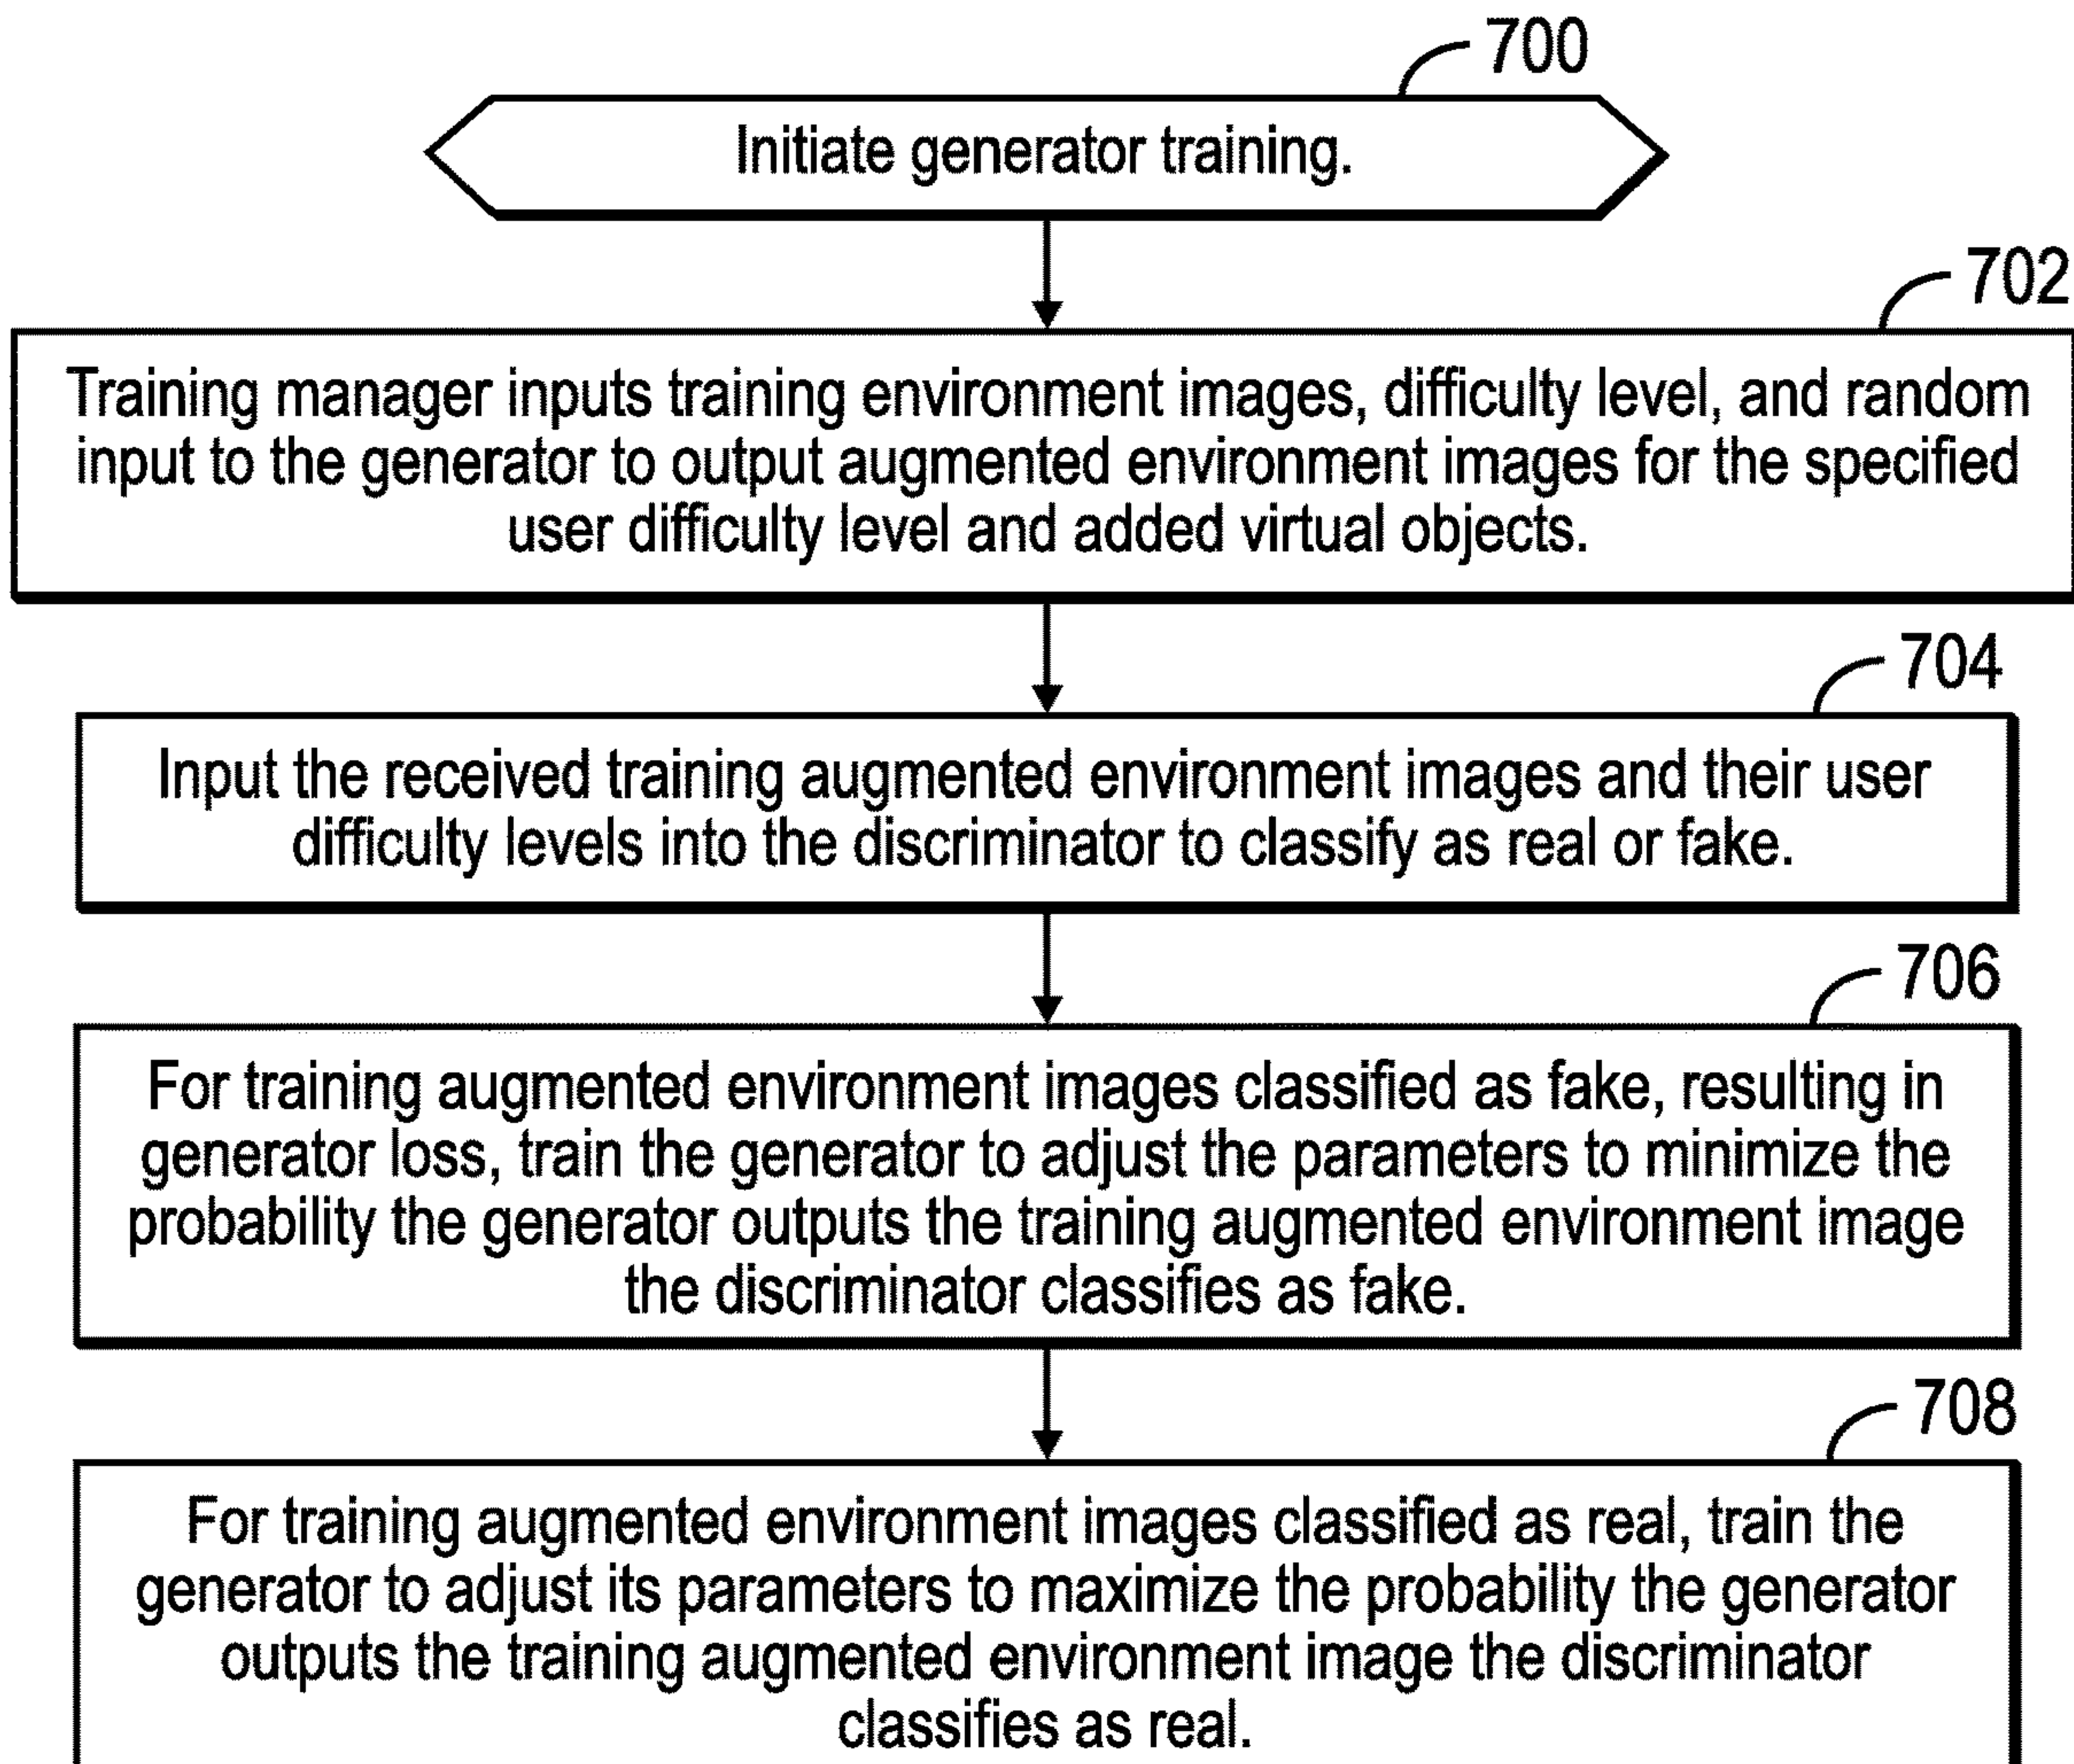 700
Initiate generator training.
702
Training manager inputs training environment images, difficulty level, and random
input to the generator to output augmented environment images for the specified
user difficulty level and added virtual objects.
704
Input the received training augmented environment images and their user
difficulty levels into the discriminator to classify as real or fake.
706
For training augmented environment images classified as fake, resulting in
generator loss, train the generator to adjust the parameters to minimize the
probability the generator outputs the training augmented environment image
the discriminator classifies as fake.
708
For training augmented environment images classified as real, train the
generator to adjust its parameters to maximize the probability the generator
outputs the training augmented environment image the discriminator
classifies as real.